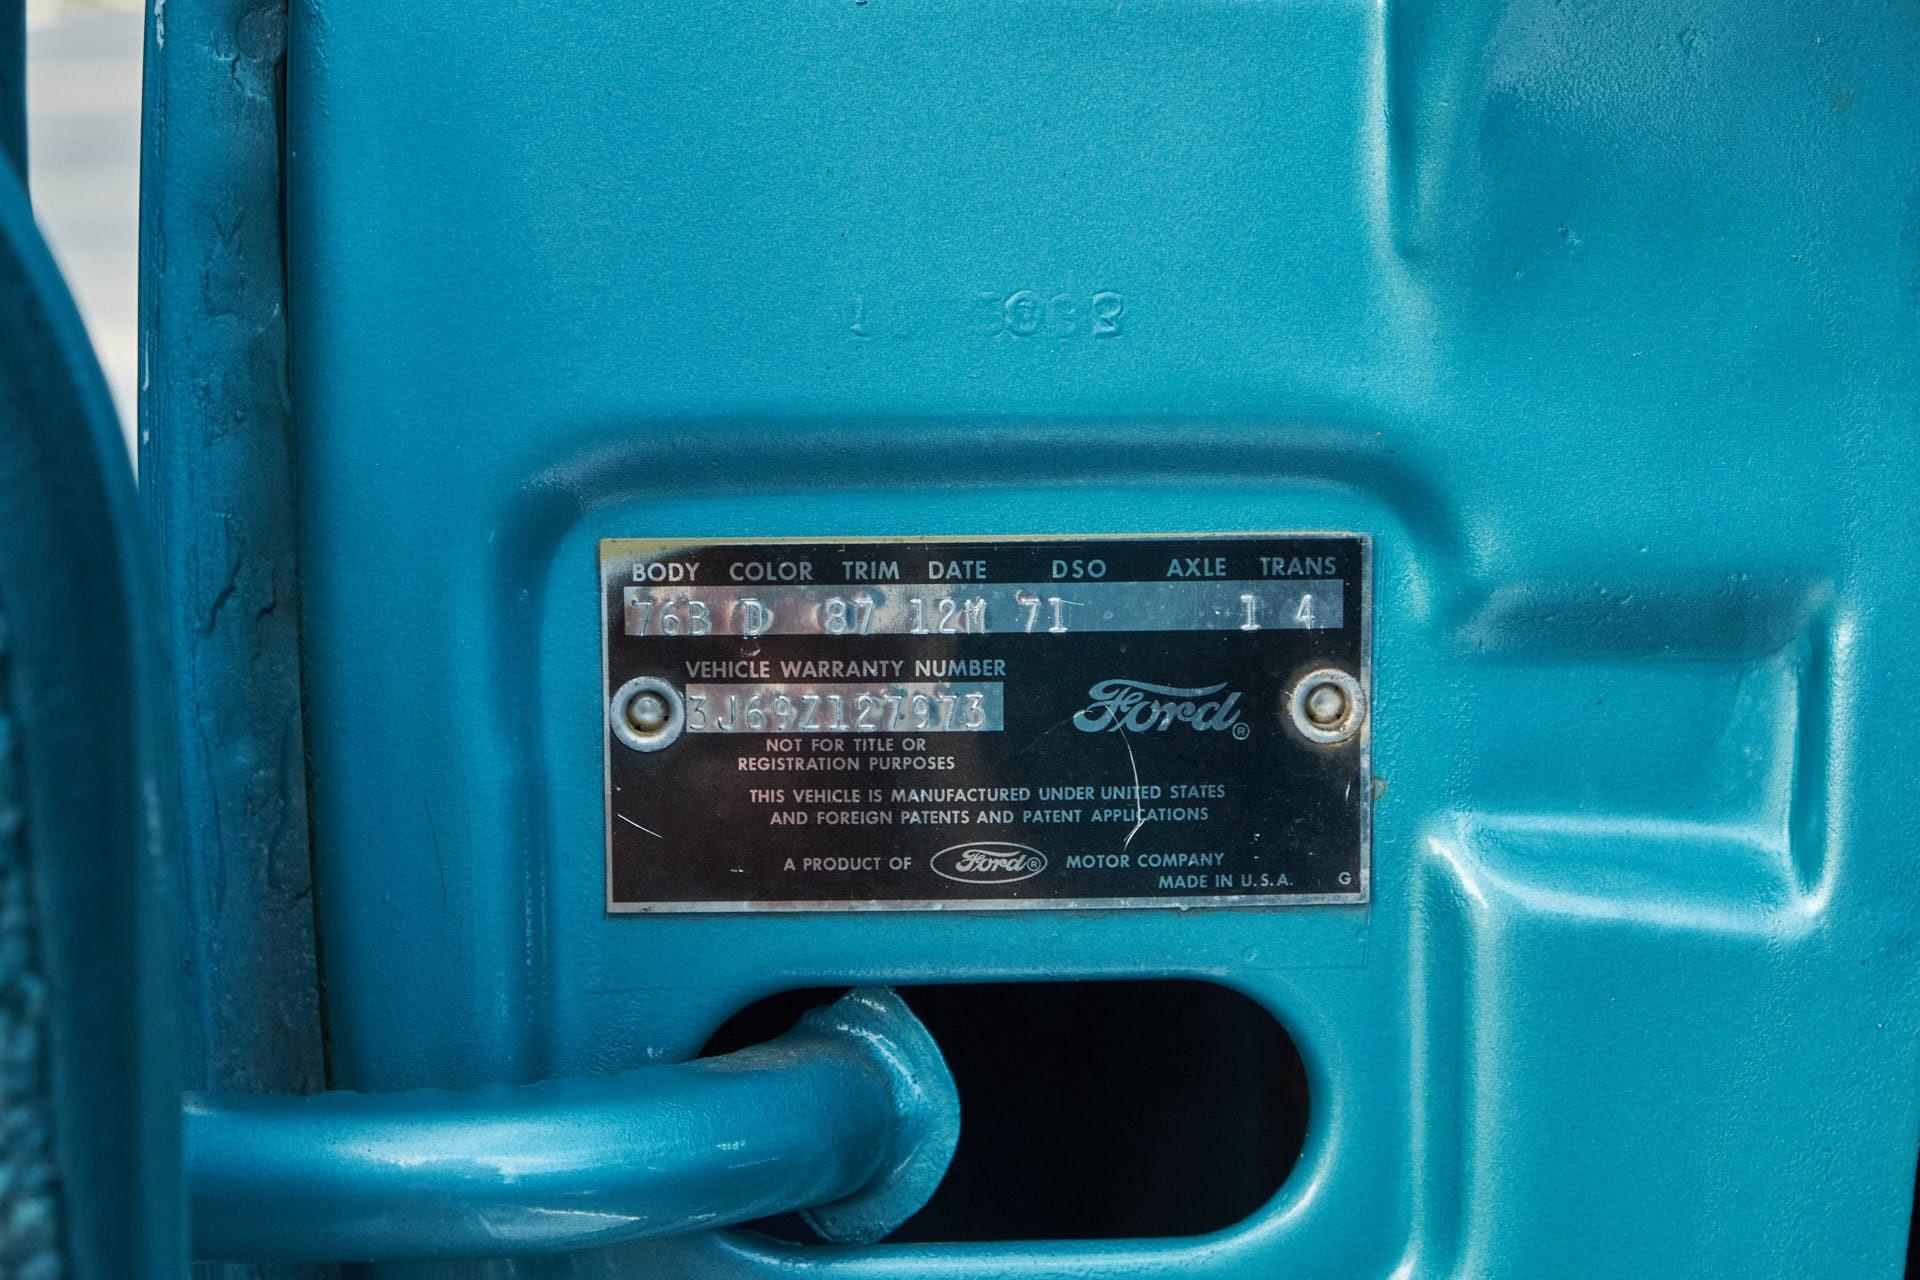 BODY COLOR TRIM DATE DSO AXLE TRANS
76B D 87 12M 71 1 4
VEHICLE WARRANTY NUMBER
3J69Z127973
Ford®
NOT FOR TITLE OR
REGISTRATION PURPOSES
THIS VEHICLE IS MANUFACTURED UNDER UNITED STATES
AND FOREIGN PATENTS AND PATENT APPLICATIONS
A PRODUCT OF Ford® MOTOR COMPANY
MADE IN U.S.A. G